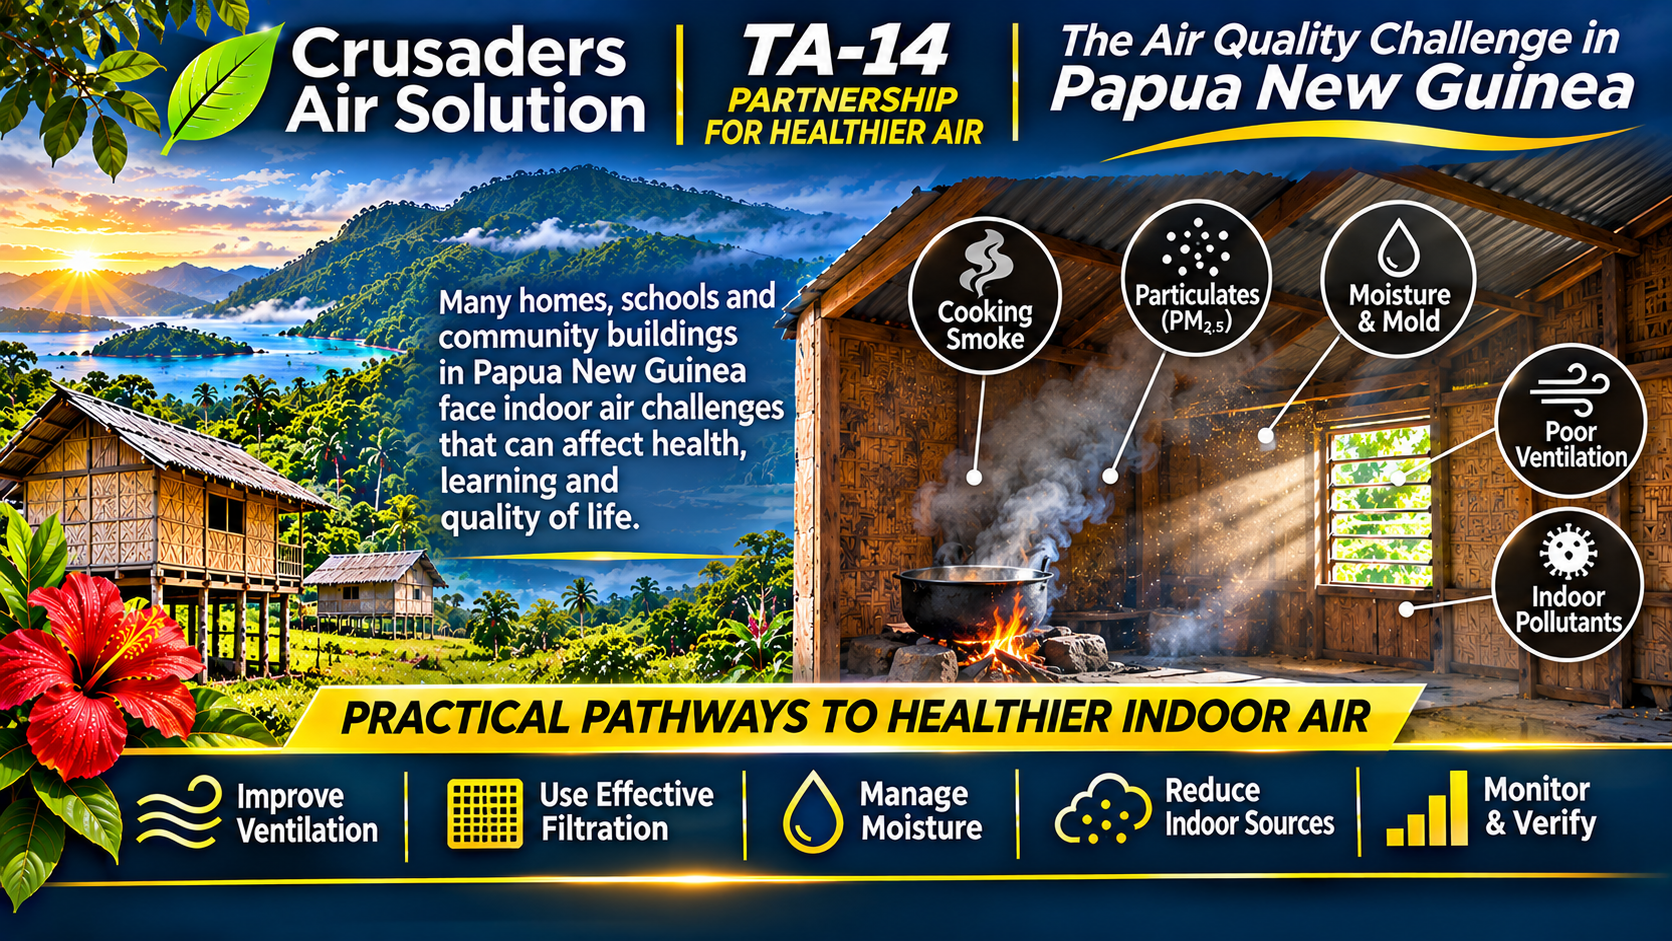 Crusaders
Air Solution
TA-14
PARTNERSHIP
FOR HEALTHIER AIR
The Air Quality Challenge in
Papua New Guinea
Many homes, schools and
community buildings
in Papua New Guinea
face indoor air challenges
that can affect health,
learning and
quality of life.
Cooking
Smoke
Particulates
(PM₂.₅)
Moisture
& Mold
Poor
Ventilation
Indoor
Pollutants
PRACTICAL PATHWAYS TO HEALTHIER INDOOR AIR
Improve
Ventilation
Use Effective
Filtration
Manage
Moisture
Reduce
Indoor Sources
Monitor
& Verify